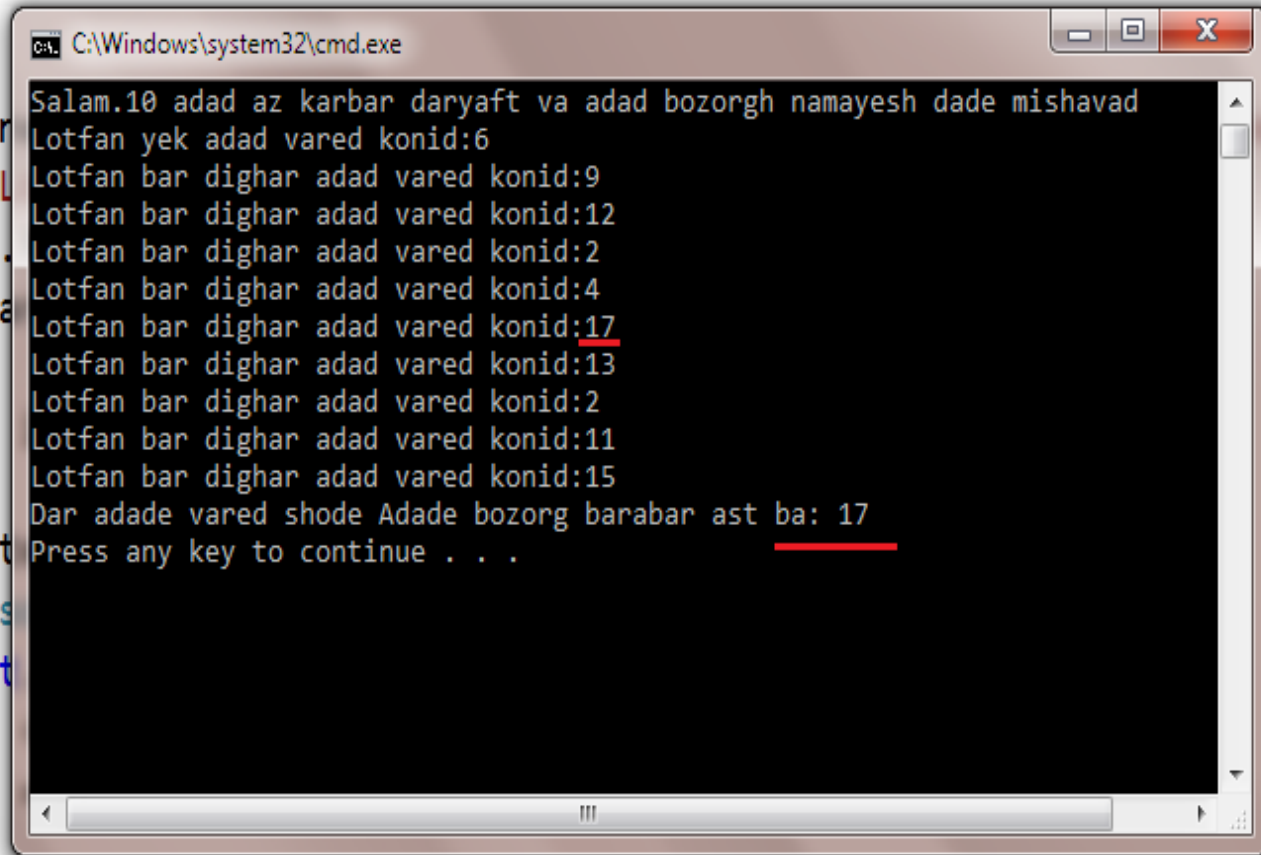 C:\Windows\system32\cmd.exe
Salam.10 adad az karbar daryaft va adad bozorgh namayesh dade mishavad
Lotfan yek adad vared konid:6
Lotfan bar dighar adad vared konid:9
Lotfan bar dighar adad vared konid:12
Lotfan bar dighar adad vared konid:2
Lotfan bar dighar adad vared konid:4
Lotfan bar dighar adad vared konid:17
Lotfan bar dighar adad vared konid:13
Lotfan bar dighar adad vared konid:2
Lotfan bar dighar adad vared konid:11
Lotfan bar dighar adad vared konid:15
Dar adade vared shode Adade bozorg barabar ast ba: 17
Press any key to continue . . .